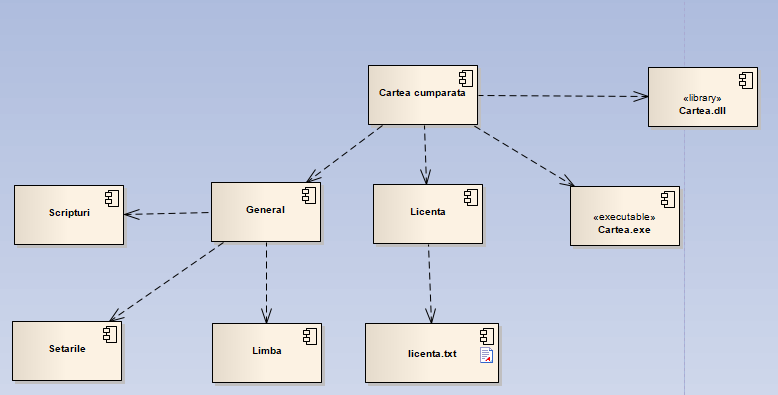 Cartea cumparata
«library»
Cartea.dll
Scripturi
General
Licenta
«executable»
Cartea.exe
Setarile
Limba
licenta.txt